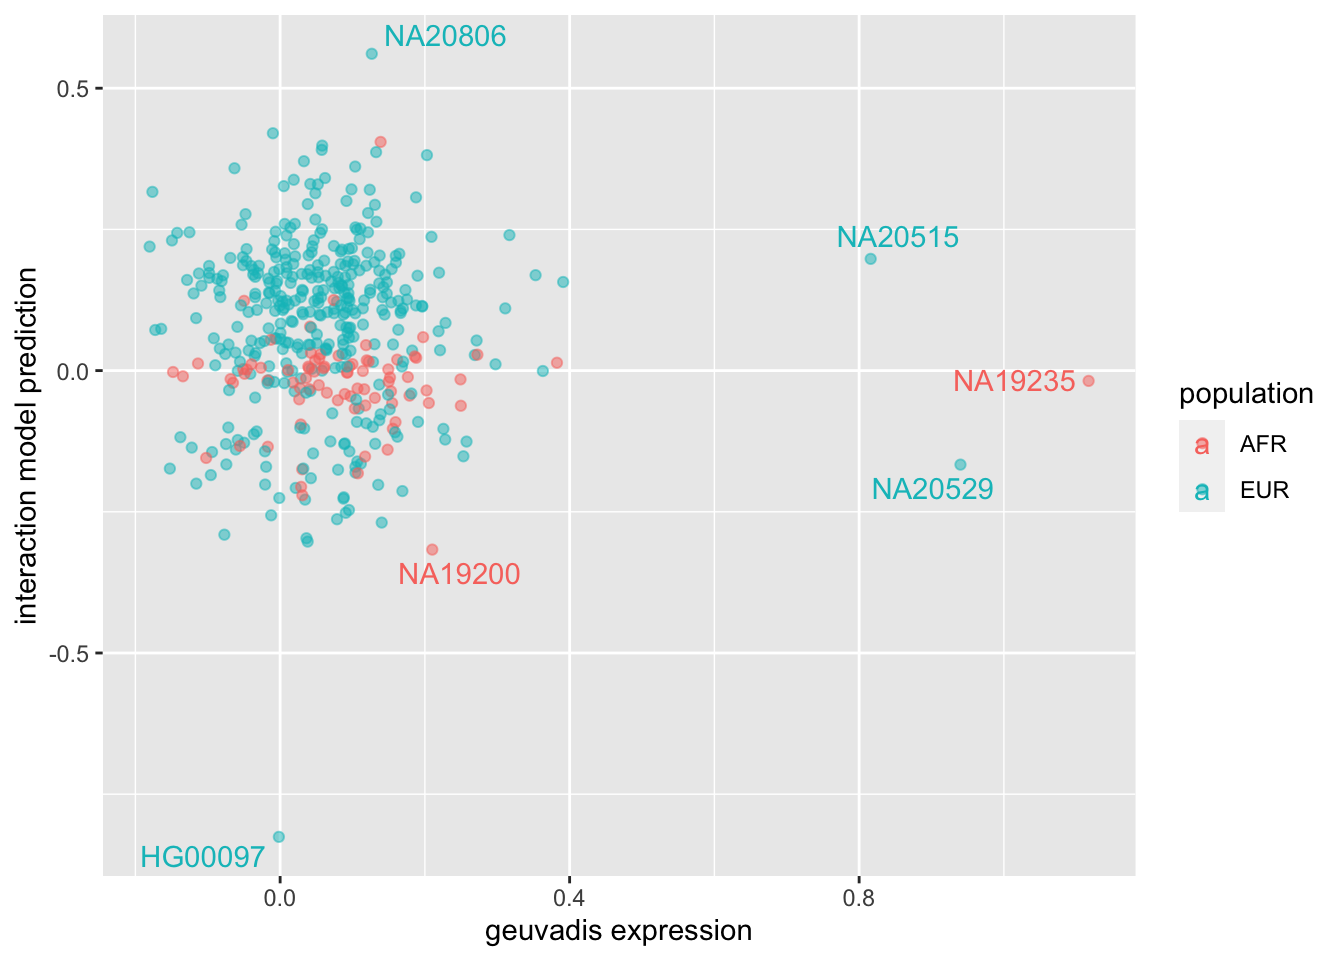 NA20806
0.5
NA20515
0.0
NA19235
NA20529
NA19200
-0.5
HG00097
0.0
0.4
0.8
geuvadis expression
interaction model prediction
population
a AFR
a EUR